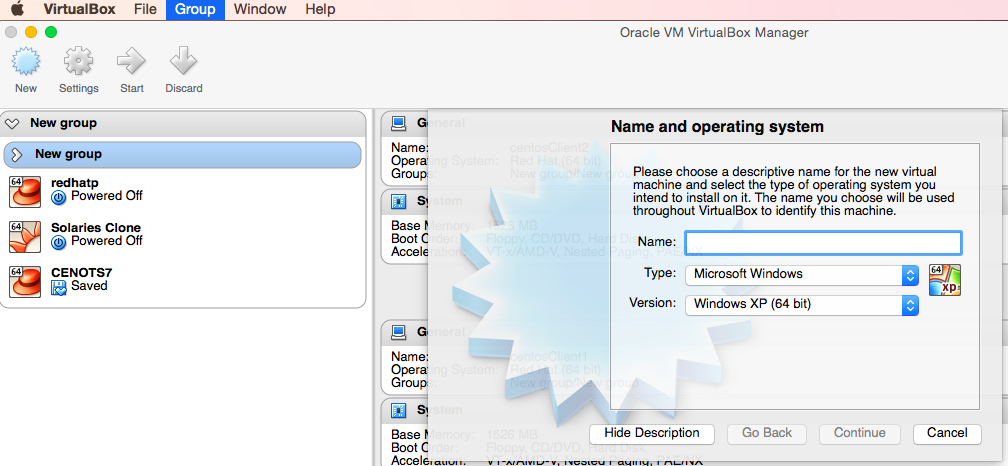 VirtualBox File Group Window Help
Oracle VM VirtualBox Manager
New Settings Start Discard
New group
New group
64 redhatp
Powered Off
64 Solaries Clone
Powered Off
64 CENOTS7
Saved
General
Name: centosClient2
Operating System: Red Hat (64 bit)
Groups: New group/New group
System
Base Memory:
Boot Order: Floppy, CD/DVD, Hard Disk
Acceleration: VT-x/AMD-V, Nested Paging, PAE/NX
General
Name: centosClient1
Operating System: Red Hat (64 bit)
Groups: New group/New group
System
Base Memory: 1526 MB
Boot Order: Floppy, CD/DVD, Hard Disk
Acceleration: VT-x/AMD-V, Nested Paging, PAE/NX
Name and operating system
Please choose a descriptive name for the new virtual
machine and select the type of operating system you
intend to install on it. The name you choose will be used
throughout VirtualBox to identify this machine.
Name:
Type: Microsoft Windows
64 xp
Version: Windows XP (64 bit)
Hide Description Go Back Continue Cancel